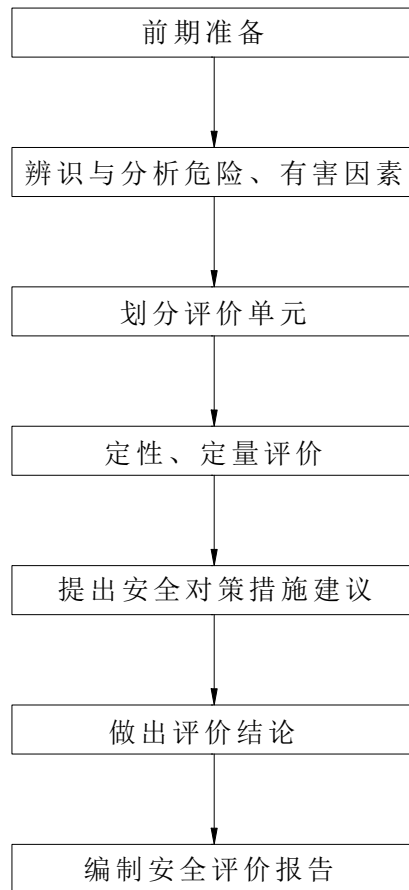 前期准备
辨识与分析危险、有害因素
划分评价单元
定性、定量评价
提出安全对策措施建议
做出评价结论
编制安全评价报告